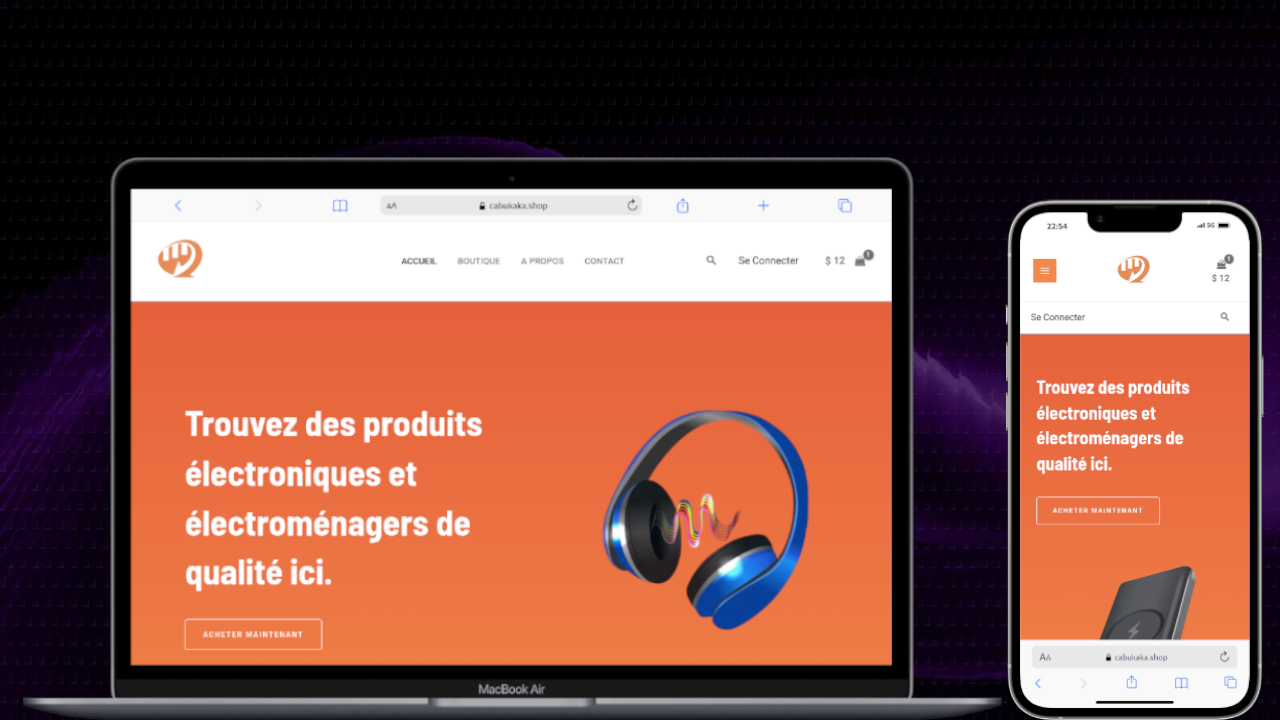 AA cabukaka.shop
ACCUEIL BOUTIQUE A PROPOS CONTACT Se Connecter $ 12 1
Trouvez des produits
électroniques et
électroménagers de
qualité ici.
ACHETER MAINTENANT
MacBook Air
22:54 5G
1
$ 12
Se Connecter
Trouvez des produits
électroniques et
électroménagers de
qualité ici.
ACHETER MAINTENANT
AA cabukaka.shop